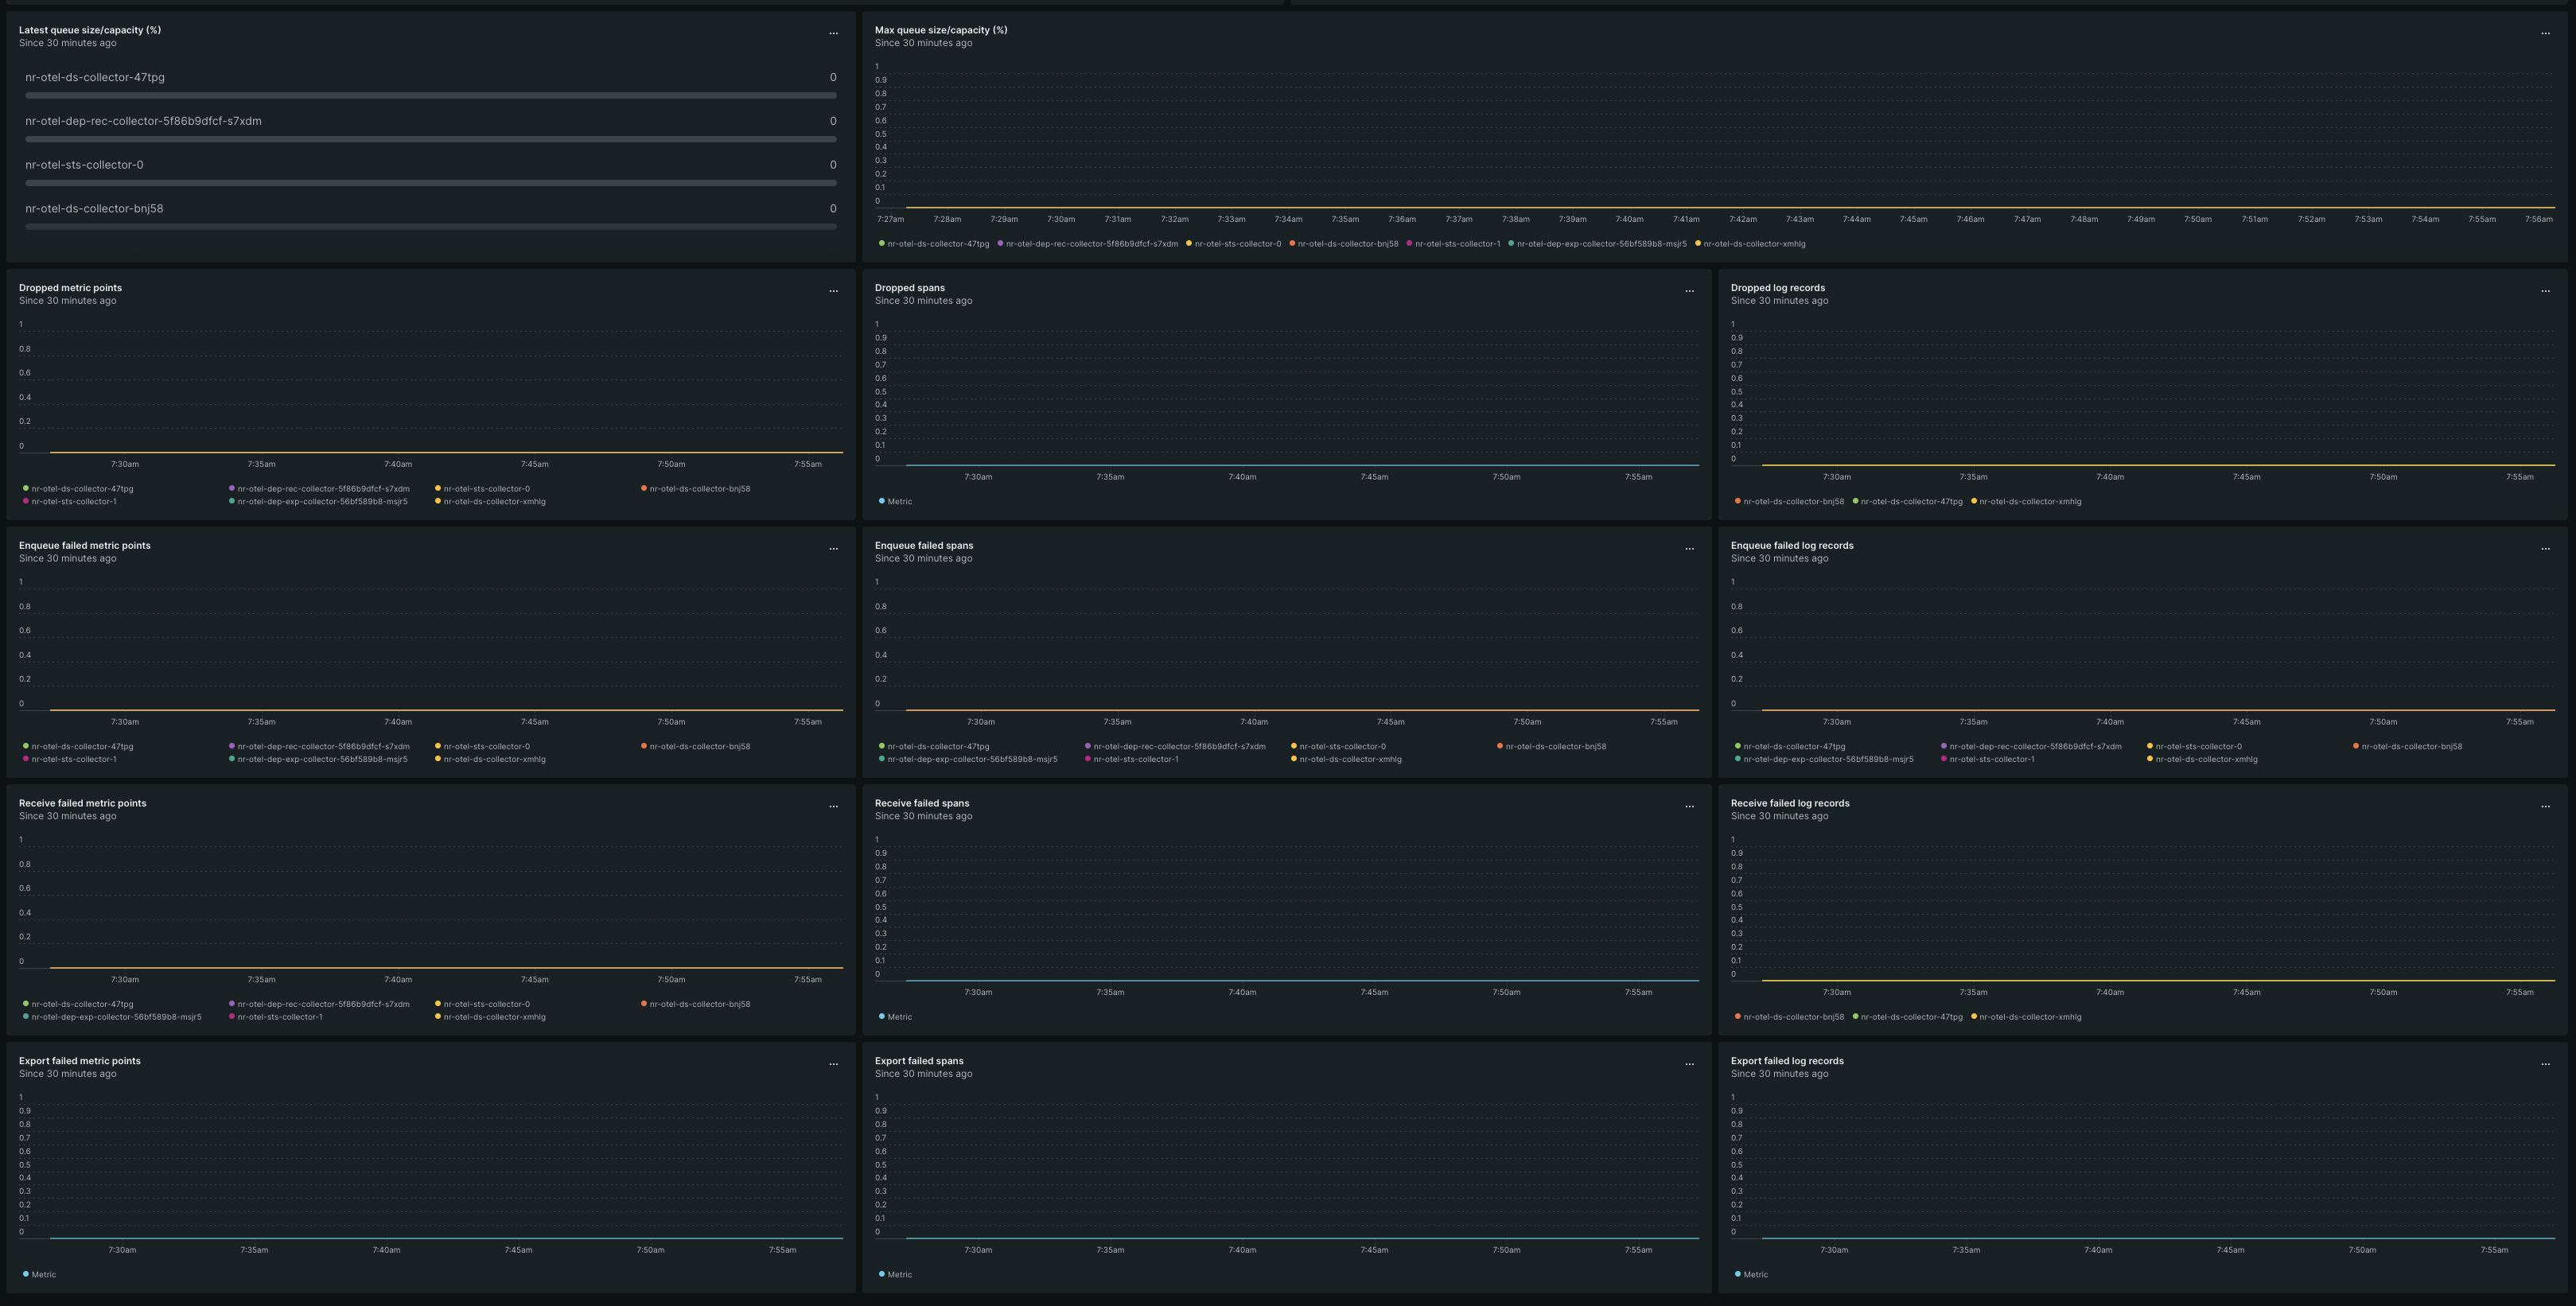 Latest queue size/capacity (%)
Since 30 minutes ago
...
nr-otel-ds-collector-47tpg 0
nr-otel-dep-rec-collector-5f86b9dfcf-s7xdm 0
nr-otel-sts-collector-0 0
nr-otel-ds-collector-bnj58 0
Max queue size/capacity (%)
Since 30 minutes ago
...
1
0.9
0.8
0.7
0.6
0.5
0.4
0.3
0.2
0.1
0
7:27am 7:28am 7:29am 7:30am 7:31am 7:32am 7:33am 7:34am 7:35am 7:36am 7:37am 7:38am 7:39am 7:40am 7:41am 7:42am 7:43am 7:44am 7:45am 7:46am 7:47am 7:48am 7:49am 7:50am 7:51am 7:52am 7:53am 7:54am 7:55am 7:56am
nr-otel-ds-collector-47tpg nr-otel-dep-rec-collector-5f86b9dfcf-s7xdm nr-otel-sts-collector-0 nr-otel-ds-collector-bnj58 nr-otel-sts-collector-1 nr-otel-dep-exp-collector-56bf589b8-msjr5 nr-otel-ds-collector-xmhlg
Dropped metric points
Since 30 minutes ago
...
1
0.8
0.6
0.4
0.2
0
7:30am 7:35am 7:40am 7:45am 7:50am 7:55am
nr-otel-ds-collector-47tpg nr-otel-dep-rec-collector-5f86b9dfcf-s7xdm nr-otel-sts-collector-0 nr-otel-ds-collector-bnj58
nr-otel-sts-collector-1 nr-otel-dep-exp-collector-56bf589b8-msjr5 nr-otel-ds-collector-xmhlg
Dropped spans
Since 30 minutes ago
...
1
0.9
0.8
0.7
0.6
0.5
0.4
0.3
0.2
0.1
0
7:30am 7:35am 7:40am 7:45am 7:50am 7:55am
Metric
Dropped log records
Since 30 minutes ago
...
1
0.9
0.8
0.7
0.6
0.5
0.4
0.3
0.2
0.1
0
7:30am 7:35am 7:40am 7:45am 7:50am 7:55am
nr-otel-ds-collector-bnj58 nr-otel-ds-collector-47tpg nr-otel-ds-collector-xmhlg
Enqueue failed metric points
Since 30 minutes ago
...
1
0.8
0.6
0.4
0.2
0
7:30am 7:35am 7:40am 7:45am 7:50am 7:55am
nr-otel-ds-collector-47tpg nr-otel-dep-rec-collector-5f86b9dfcf-s7xdm nr-otel-sts-collector-0 nr-otel-ds-collector-bnj58
nr-otel-sts-collector-1 nr-otel-dep-exp-collector-56bf589b8-msjr5 nr-otel-ds-collector-xmhlg
Enqueue failed spans
Since 30 minutes ago
...
1
0.8
0.6
0.4
0.2
0
7:30am 7:35am 7:40am 7:45am 7:50am 7:55am
nr-otel-ds-collector-47tpg nr-otel-dep-rec-collector-5f86b9dfcf-s7xdm nr-otel-sts-collector-0 nr-otel-ds-collector-bnj58
nr-otel-dep-exp-collector-56bf589b8-msjr5 nr-otel-sts-collector-1 nr-otel-ds-collector-xmhlg
Enqueue failed log records
Since 30 minutes ago
...
1
0.8
0.6
0.4
0.2
0
7:30am 7:35am 7:40am 7:45am 7:50am 7:55am
nr-otel-ds-collector-47tpg nr-otel-dep-rec-collector-5f86b9dfcf-s7xdm nr-otel-sts-collector-0 nr-otel-ds-collector-bnj58
nr-otel-dep-exp-collector-56bf589b8-msjr5 nr-otel-sts-collector-1 nr-otel-ds-collector-xmhlg
Receive failed metric points
Since 30 minutes ago
...
1
0.8
0.6
0.4
0.2
0
7:30am 7:35am 7:40am 7:45am 7:50am 7:55am
nr-otel-ds-collector-47tpg nr-otel-dep-rec-collector-5f86b9dfcf-s7xdm nr-otel-sts-collector-0 nr-otel-ds-collector-bnj58
nr-otel-dep-exp-collector-56bf589b8-msjr5 nr-otel-sts-collector-1 nr-otel-ds-collector-xmhlg
Receive failed spans
Since 30 minutes ago
...
1
0.9
0.8
0.7
0.6
0.5
0.4
0.3
0.2
0.1
0
7:30am 7:35am 7:40am 7:45am 7:50am 7:55am
Metric
Receive failed log records
Since 30 minutes ago
...
1
0.9
0.8
0.7
0.6
0.5
0.4
0.3
0.2
0.1
0
7:30am 7:35am 7:40am 7:45am 7:50am 7:55am
nr-otel-ds-collector-bnj58 nr-otel-ds-collector-47tpg nr-otel-ds-collector-xmhlg
Export failed metric points
Since 30 minutes ago
...
1
0.9
0.8
0.7
0.6
0.5
0.4
0.3
0.2
0.1
0
7:30am 7:35am 7:40am 7:45am 7:50am 7:55am
Metric
Export failed spans
Since 30 minutes ago
...
1
0.9
0.8
0.7
0.6
0.5
0.4
0.3
0.2
0.1
0
7:30am 7:35am 7:40am 7:45am 7:50am 7:55am
Metric
Export failed log records
Since 30 minutes ago
...
1
0.9
0.8
0.7
0.6
0.5
0.4
0.3
0.2
0.1
0
7:30am 7:35am 7:40am 7:45am 7:50am 7:55am
Metric